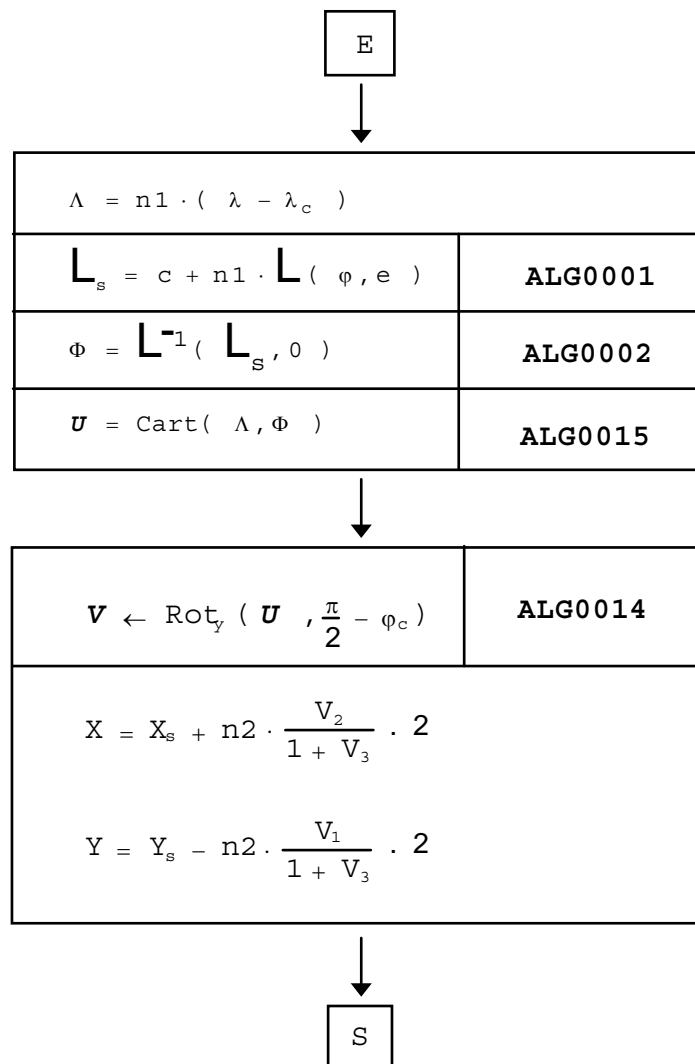 E
Λ = n1 · ( λ - λc )
Ls = c + n1 · L ( φ , e ) ALG0001
Φ = L-1 ( Ls , 0 ) ALG0002
U = Cart( Λ , Φ ) ALG0015
V ← Roty ( U , π/2 - φc ) ALG0014
X = Xs + n2 · V2/(1 + V3) . 2
Y = Ys - n2 · V1/(1 + V3) . 2
S